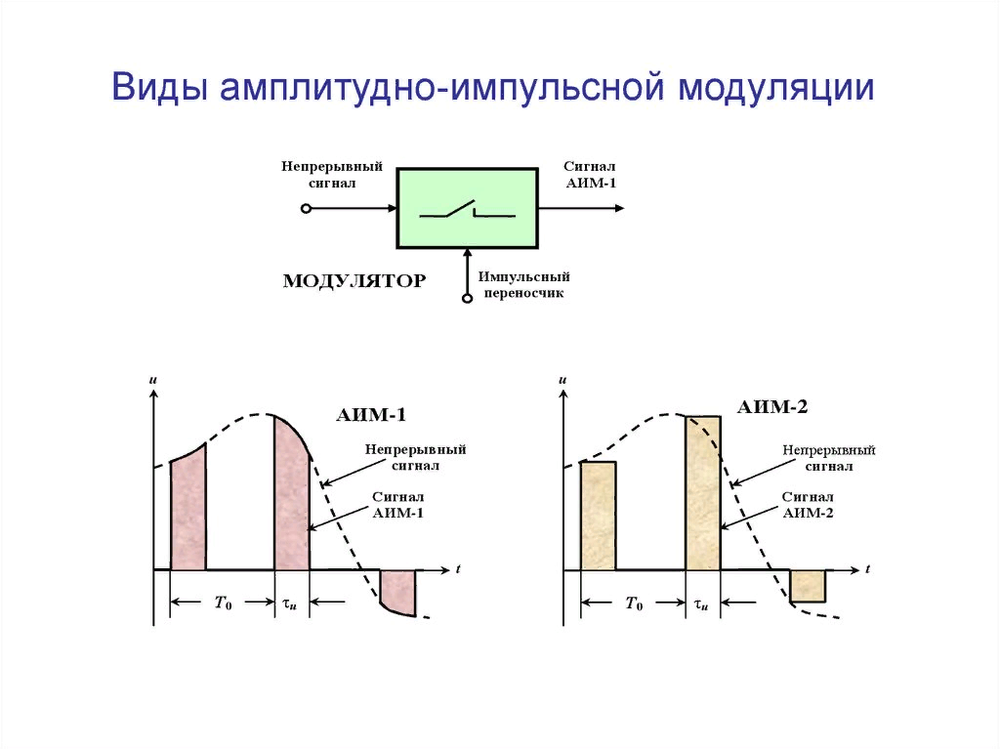 Виды амплитудно-импульсной модуляции
Непрерывный
сигнал
Сигнал
АИМ-1
МОДУЛЯТОР
Импульсный
переносчик
u
АИМ-1
Непрерывный
сигнал
Сигнал
АИМ-1
t
T0
τи
u
АИМ-2
Непрерывный
сигнал
Сигнал
АИМ-2
t
T0
τи